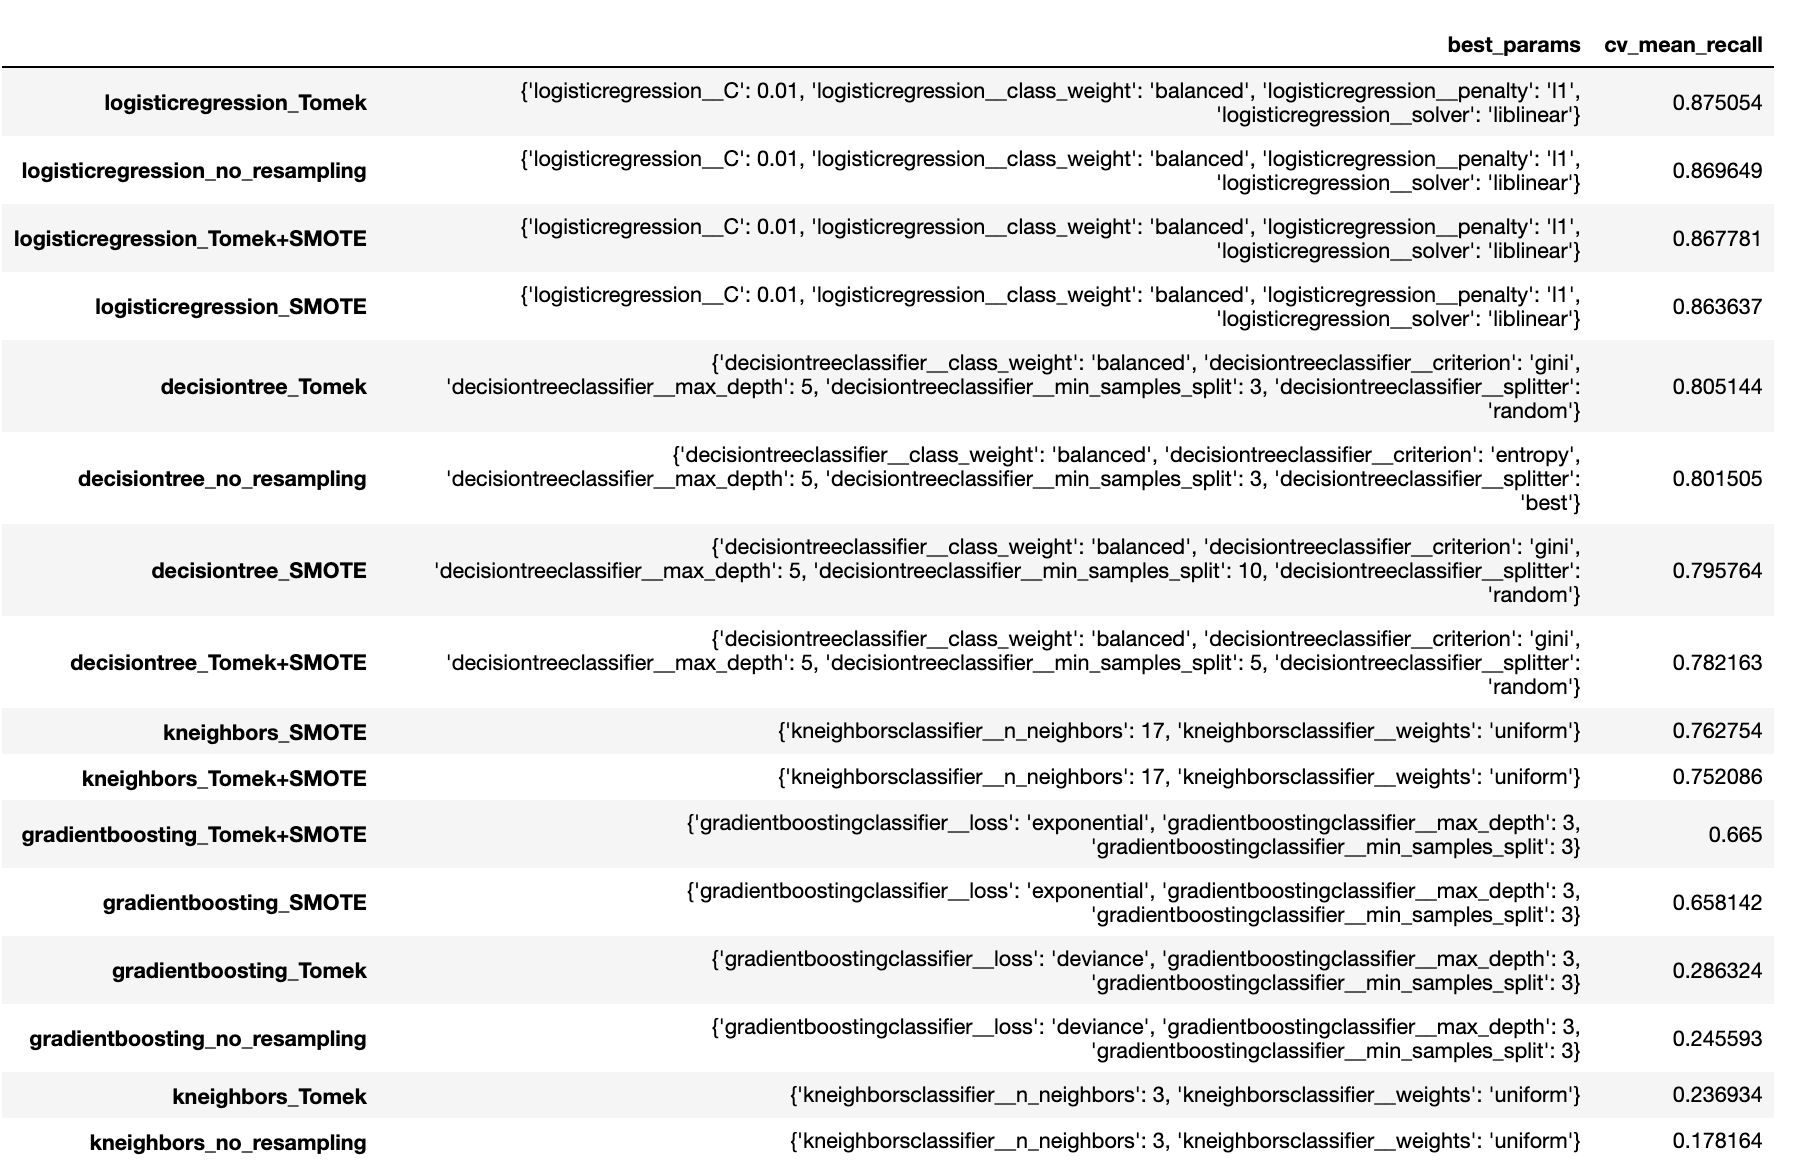 best_params cv_mean_recall
logisticregression_Tomek {'logisticregression__C': 0.01, 'logisticregression__class_weight': 'balanced', 'logisticregression__penalty': 'l1', 0.875054
'logisticregression__solver': 'liblinear'}
logisticregression_no_resampling {'logisticregression__C': 0.01, 'logisticregression__class_weight': 'balanced', 'logisticregression__penalty': 'l1', 0.869649
'logisticregression__solver': 'liblinear'}
logisticregression_Tomek+SMOTE {'logisticregression__C': 0.01, 'logisticregression__class_weight': 'balanced', 'logisticregression__penalty': 'l1', 0.867781
'logisticregression__solver': 'liblinear'}
logisticregression_SMOTE {'logisticregression__C': 0.01, 'logisticregression__class_weight': 'balanced', 'logisticregression__penalty': 'l1', 0.863637
'logisticregression__solver': 'liblinear'}
{'decisiontreeclassifier__class_weight': 'balanced', 'decisiontreeclassifier__criterion': 'gini',
decisiontree_Tomek 'decisiontreeclassifier__max_depth': 5, 'decisiontreeclassifier__min_samples_split': 3, 'decisiontreeclassifier__splitter': 0.805144
'random'}
{'decisiontreeclassifier__class_weight': 'balanced', 'decisiontreeclassifier__criterion': 'entropy',
decisiontree_no_resampling 'decisiontreeclassifier__max_depth': 5, 'decisiontreeclassifier__min_samples_split': 3, 'decisiontreeclassifier__splitter': 0.801505
'best'}
{'decisiontreeclassifier__class_weight': 'balanced', 'decisiontreeclassifier__criterion': 'gini',
decisiontree_SMOTE 'decisiontreeclassifier__max_depth': 5, 'decisiontreeclassifier__min_samples_split': 10, 'decisiontreeclassifier__splitter': 0.795764
'random'}
{'decisiontreeclassifier__class_weight': 'balanced', 'decisiontreeclassifier__criterion': 'gini',
decisiontree_Tomek+SMOTE 'decisiontreeclassifier__max_depth': 5, 'decisiontreeclassifier__min_samples_split': 5, 'decisiontreeclassifier__splitter': 0.782163
'random'}
kneighbors_SMOTE {'kneighborsclassifier__n_neighbors': 17, 'kneighborsclassifier__weights': 'uniform'} 0.762754
kneighbors_Tomek+SMOTE {'kneighborsclassifier__n_neighbors': 17, 'kneighborsclassifier__weights': 'uniform'} 0.752086
gradientboosting_Tomek+SMOTE {'gradientboostingclassifier__loss': 'exponential', 'gradientboostingclassifier__max_depth': 3, 0.665
'gradientboostingclassifier__min_samples_split': 3}
gradientboosting_SMOTE {'gradientboostingclassifier__loss': 'exponential', 'gradientboostingclassifier__max_depth': 3, 0.658142
'gradientboostingclassifier__min_samples_split': 3}
gradientboosting_Tomek {'gradientboostingclassifier__loss': 'deviance', 'gradientboostingclassifier__max_depth': 3, 0.286324
'gradientboostingclassifier__min_samples_split': 3}
gradientboosting_no_resampling {'gradientboostingclassifier__loss': 'deviance', 'gradientboostingclassifier__max_depth': 3, 0.245593
'gradientboostingclassifier__min_samples_split': 3}
kneighbors_Tomek {'kneighborsclassifier__n_neighbors': 3, 'kneighborsclassifier__weights': 'uniform'} 0.236934
kneighbors_no_resampling {'kneighborsclassifier__n_neighbors': 3, 'kneighborsclassifier__weights': 'uniform'} 0.178164